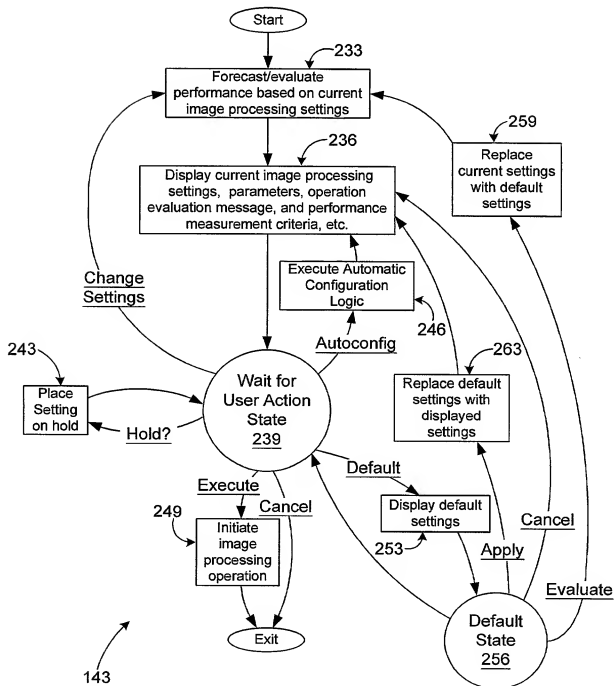 Start
233
Forecast/evaluate
performance based on current
image processing settings
236
259
Display current image processing
settings, parameters, operation
evaluation message, and performance
measurement criteria, etc.
Replace
current settings
with default
settings
Change
Settings
Execute Automatic
Configuration
Logic
246
Autoconfig
243
Place
Setting
on hold
Hold?
Wait for
User Action
State
239
263
Replace default
settings with
displayed
settings
Default
Execute
Cancel
249
Initiate
image
processing
operation
Display default
settings
253
Apply
Cancel
Evaluate
Default
State
256
Exit
143